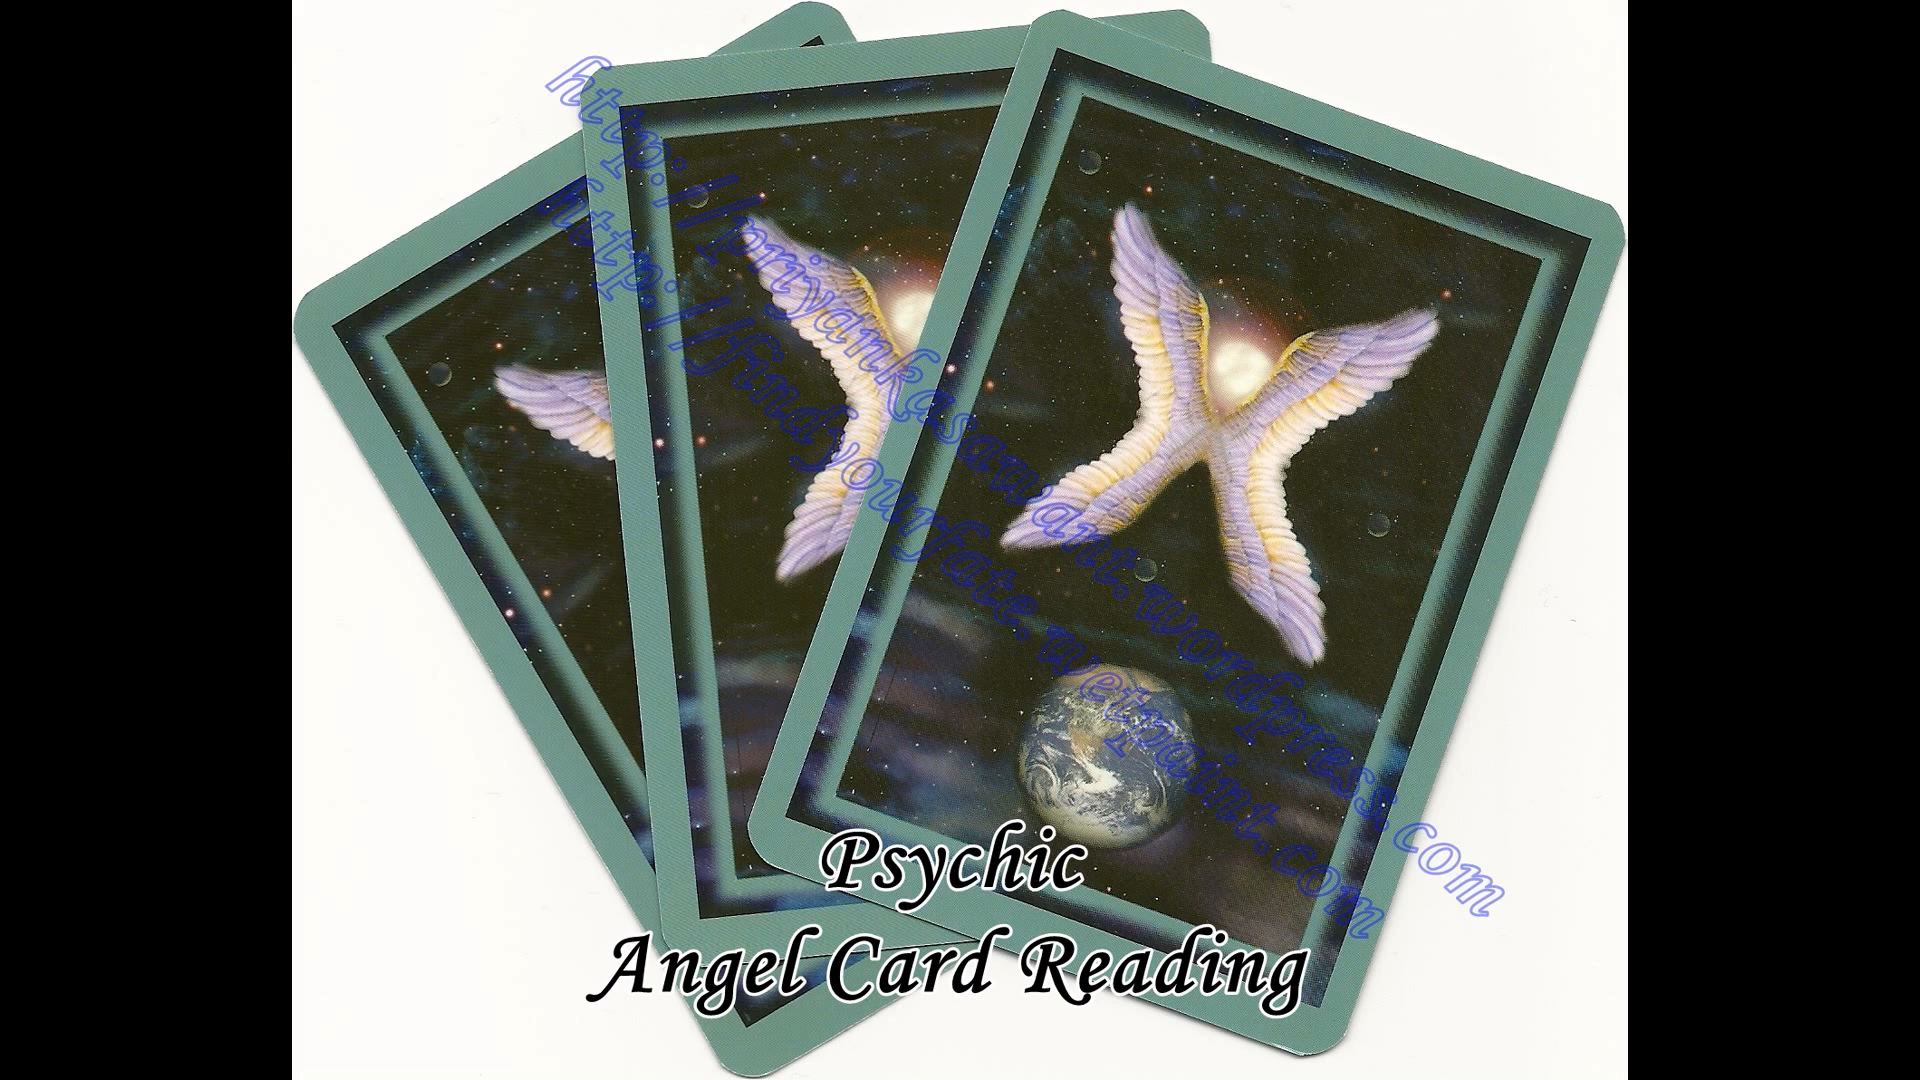 http://priyankasawant.wordpress.com
http://findyourfate.wetpaint.com
Psychic
Angel Card Reading